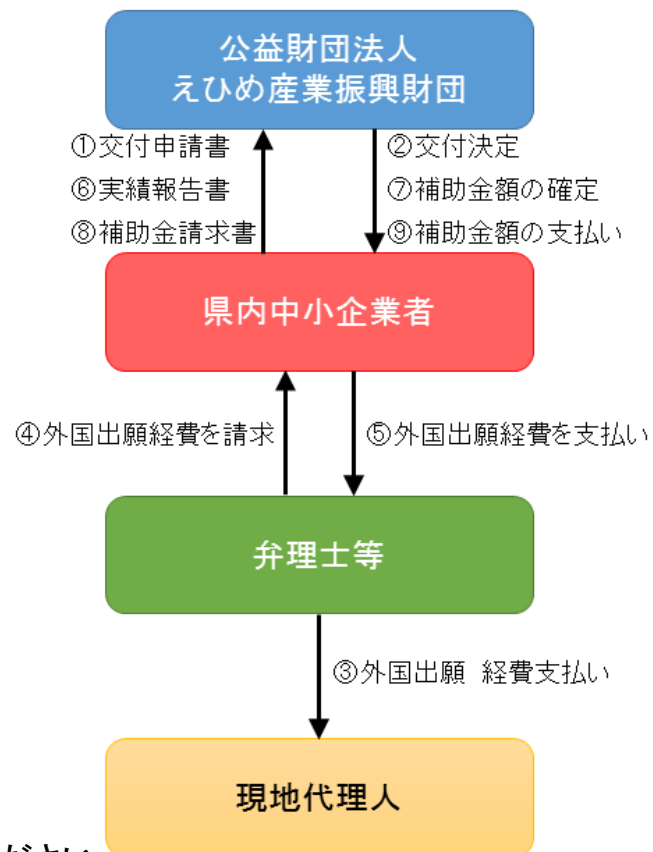 公益財団法人
えひめ産業振興財団
①交付申請書
⑥実績報告書
⑧補助金請求書
②交付決定
⑦補助金額の確定
⑨補助金額の支払い
県内中小企業者
④外国出願経費を請求
⑤外国出願経費を支払い
弁理士等
③外国出願 経費支払い
現地代理人